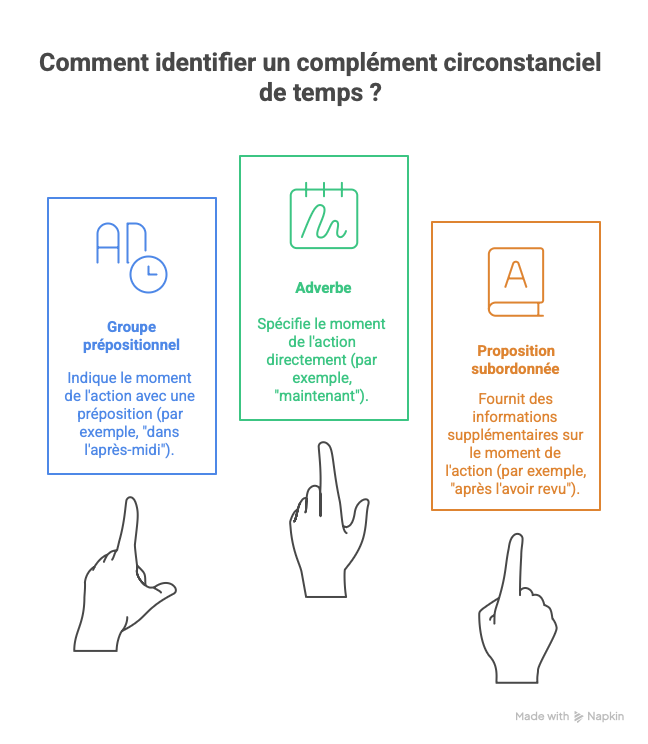 Comment identifier un complément circonstanciel
de temps ?
Groupe
prépositionnel
Indique le moment
de l'action avec une
préposition (par
exemple, "dans
l'après-midi").
Adverbe
Spécifie le moment
de l'action
directement (par
exemple,
"maintenant").
A
Proposition
subordonnée
Fournit des
informations
supplémentaires sur
le moment de
l'action (par exemple,
"après l'avoir revu").
Made with Napkin